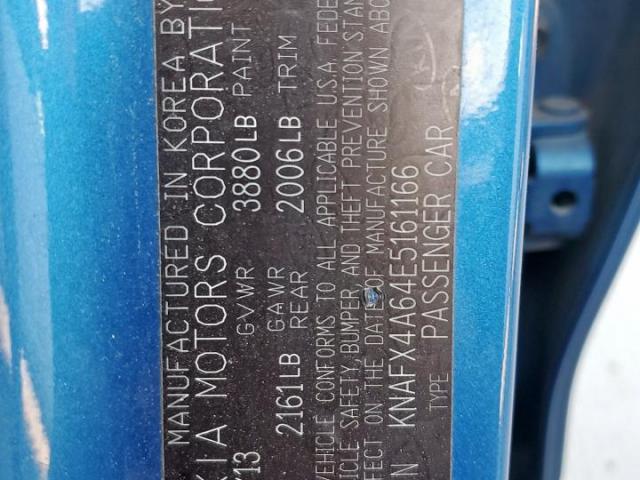 MANUFACTURED IN KOREA BY
KIA MOTORS CORPORATION
/13 GVWR 3880LB PAINT
2161LB GAWR REAR 2006LB TRIM
VEHICLE CONFORMS TO ALL APPLICABLE U.S.A. FEDE
ICLE SAFETY, BUMPER AND THEFT PREVENTION STAN
FFECT ON THE DATE OF MANUFACTURE SHOWN ABO
N KNAFX4A64E5161166
TYPE PASSENGER CAR